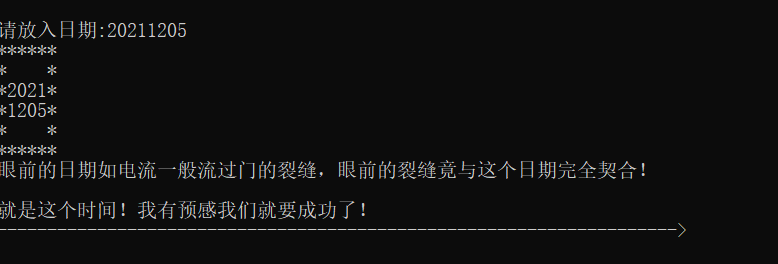 请放入日期:20211205
******
*    *
*2021*
*1205*
*    *
******
眼前的日期如电流一般流过门的裂缝，眼前的裂缝竟与这个日期完全契合！
就是这个时间！我有预感我们就要成功了！
-------------------------------------------------------------------->